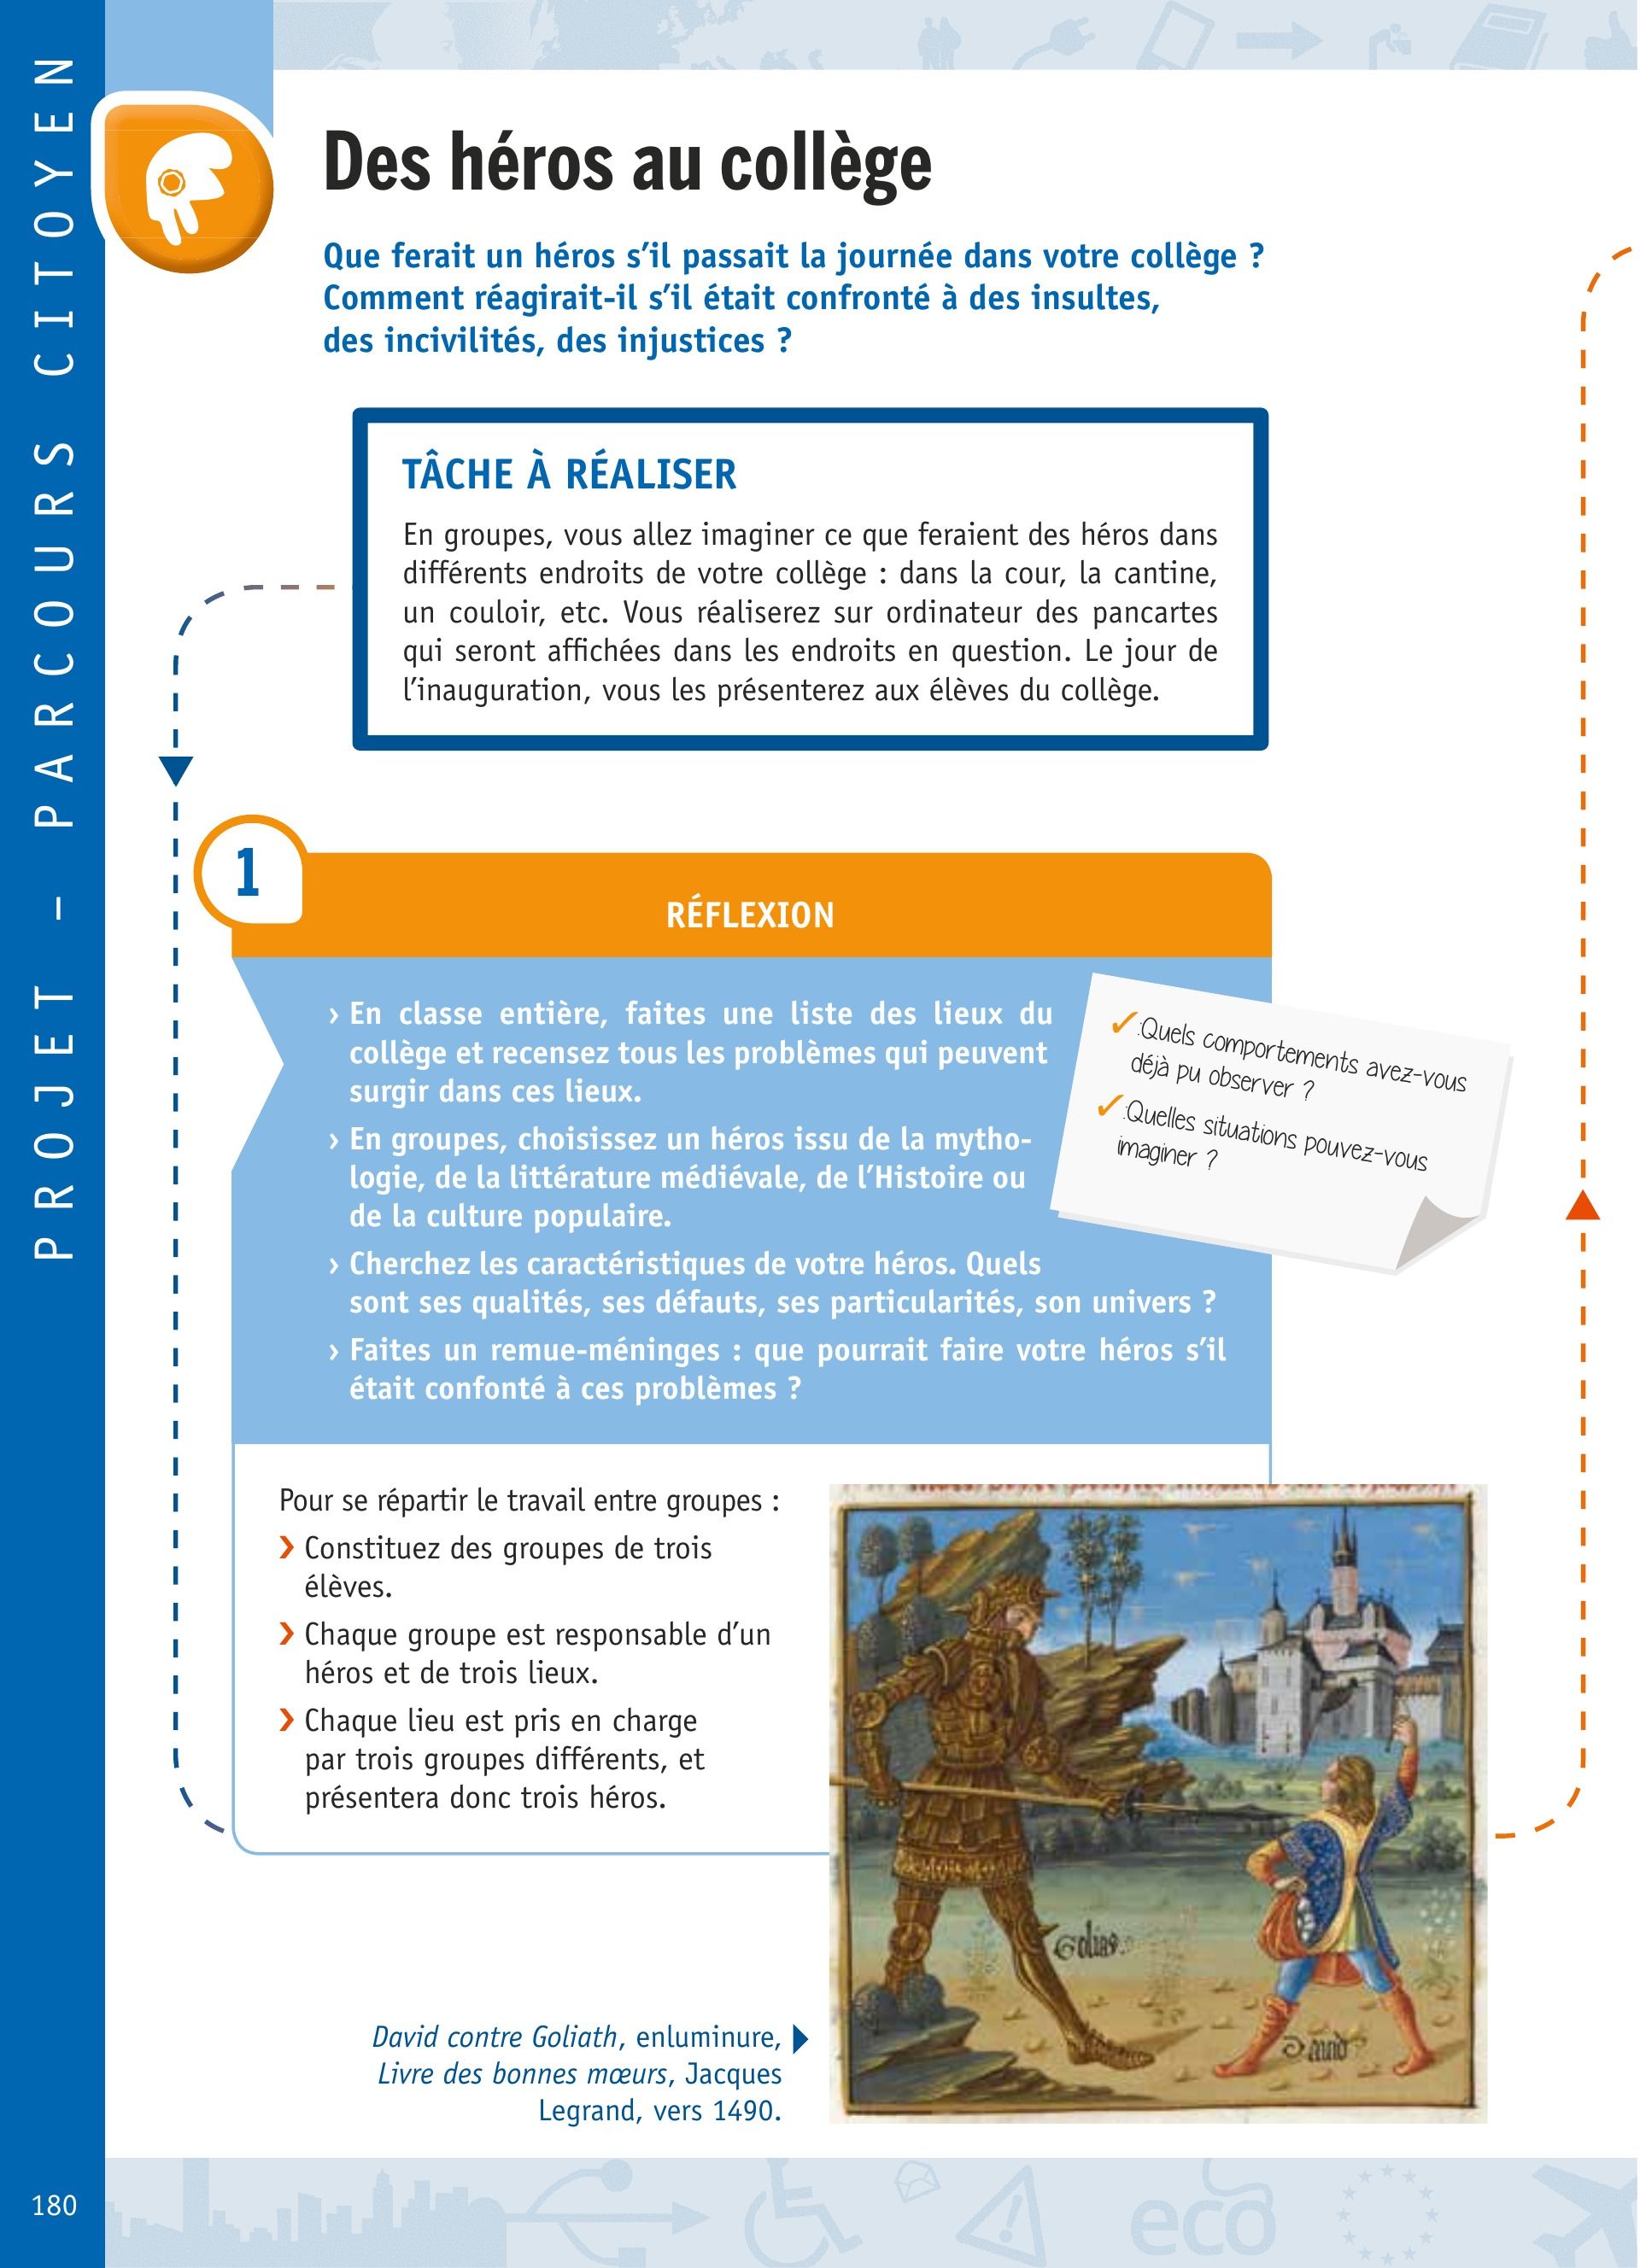 PROJET – PARCOURS CITOYEN
Des héros au collège
Que ferait un héros s'il passait la journée dans votre collège ?
Comment réagirait-il s'il était confronté à des insultes,
des incivilités, des injustices ?
TÂCHE À RÉALISER
En groupes, vous allez imaginer ce que feraient des héros dans
différents endroits de votre collège : dans la cour, la cantine,
un couloir, etc. Vous réaliserez sur ordinateur des pancartes
qui seront affichées dans les endroits en question. Le jour de
l'inauguration, vous les présenterez aux élèves du collège.
1
RÉFLEXION
› En classe entière, faites une liste des lieux du
collège et recensez tous les problèmes qui peuvent
surgir dans ces lieux.
› En groupes, choisissez un héros issu de la mytho-
logie, de la littérature médiévale, de l'Histoire ou
de la culture populaire.
› Cherchez les caractéristiques de votre héros. Quels
sont ses qualités, ses défauts, ses particularités, son univers ?
› Faites un remue-méninges : que pourrait faire votre héros s'il
était confonté à ces problèmes ?
✓ Quels comportements avez-vous
déjà pu observer ?
✓ Quelles situations pouvez-vous
imaginer ?
Pour se répartir le travail entre groupes :
› Constituez des groupes de trois
élèves.
› Chaque groupe est responsable d'un
héros et de trois lieux.
› Chaque lieu est pris en charge
par trois groupes différents, et
présentera donc trois héros.
Golias
David
David contre Goliath, enluminure,
Livre des bonnes mœurs, Jacques
Legrand, vers 1490.
180
eco